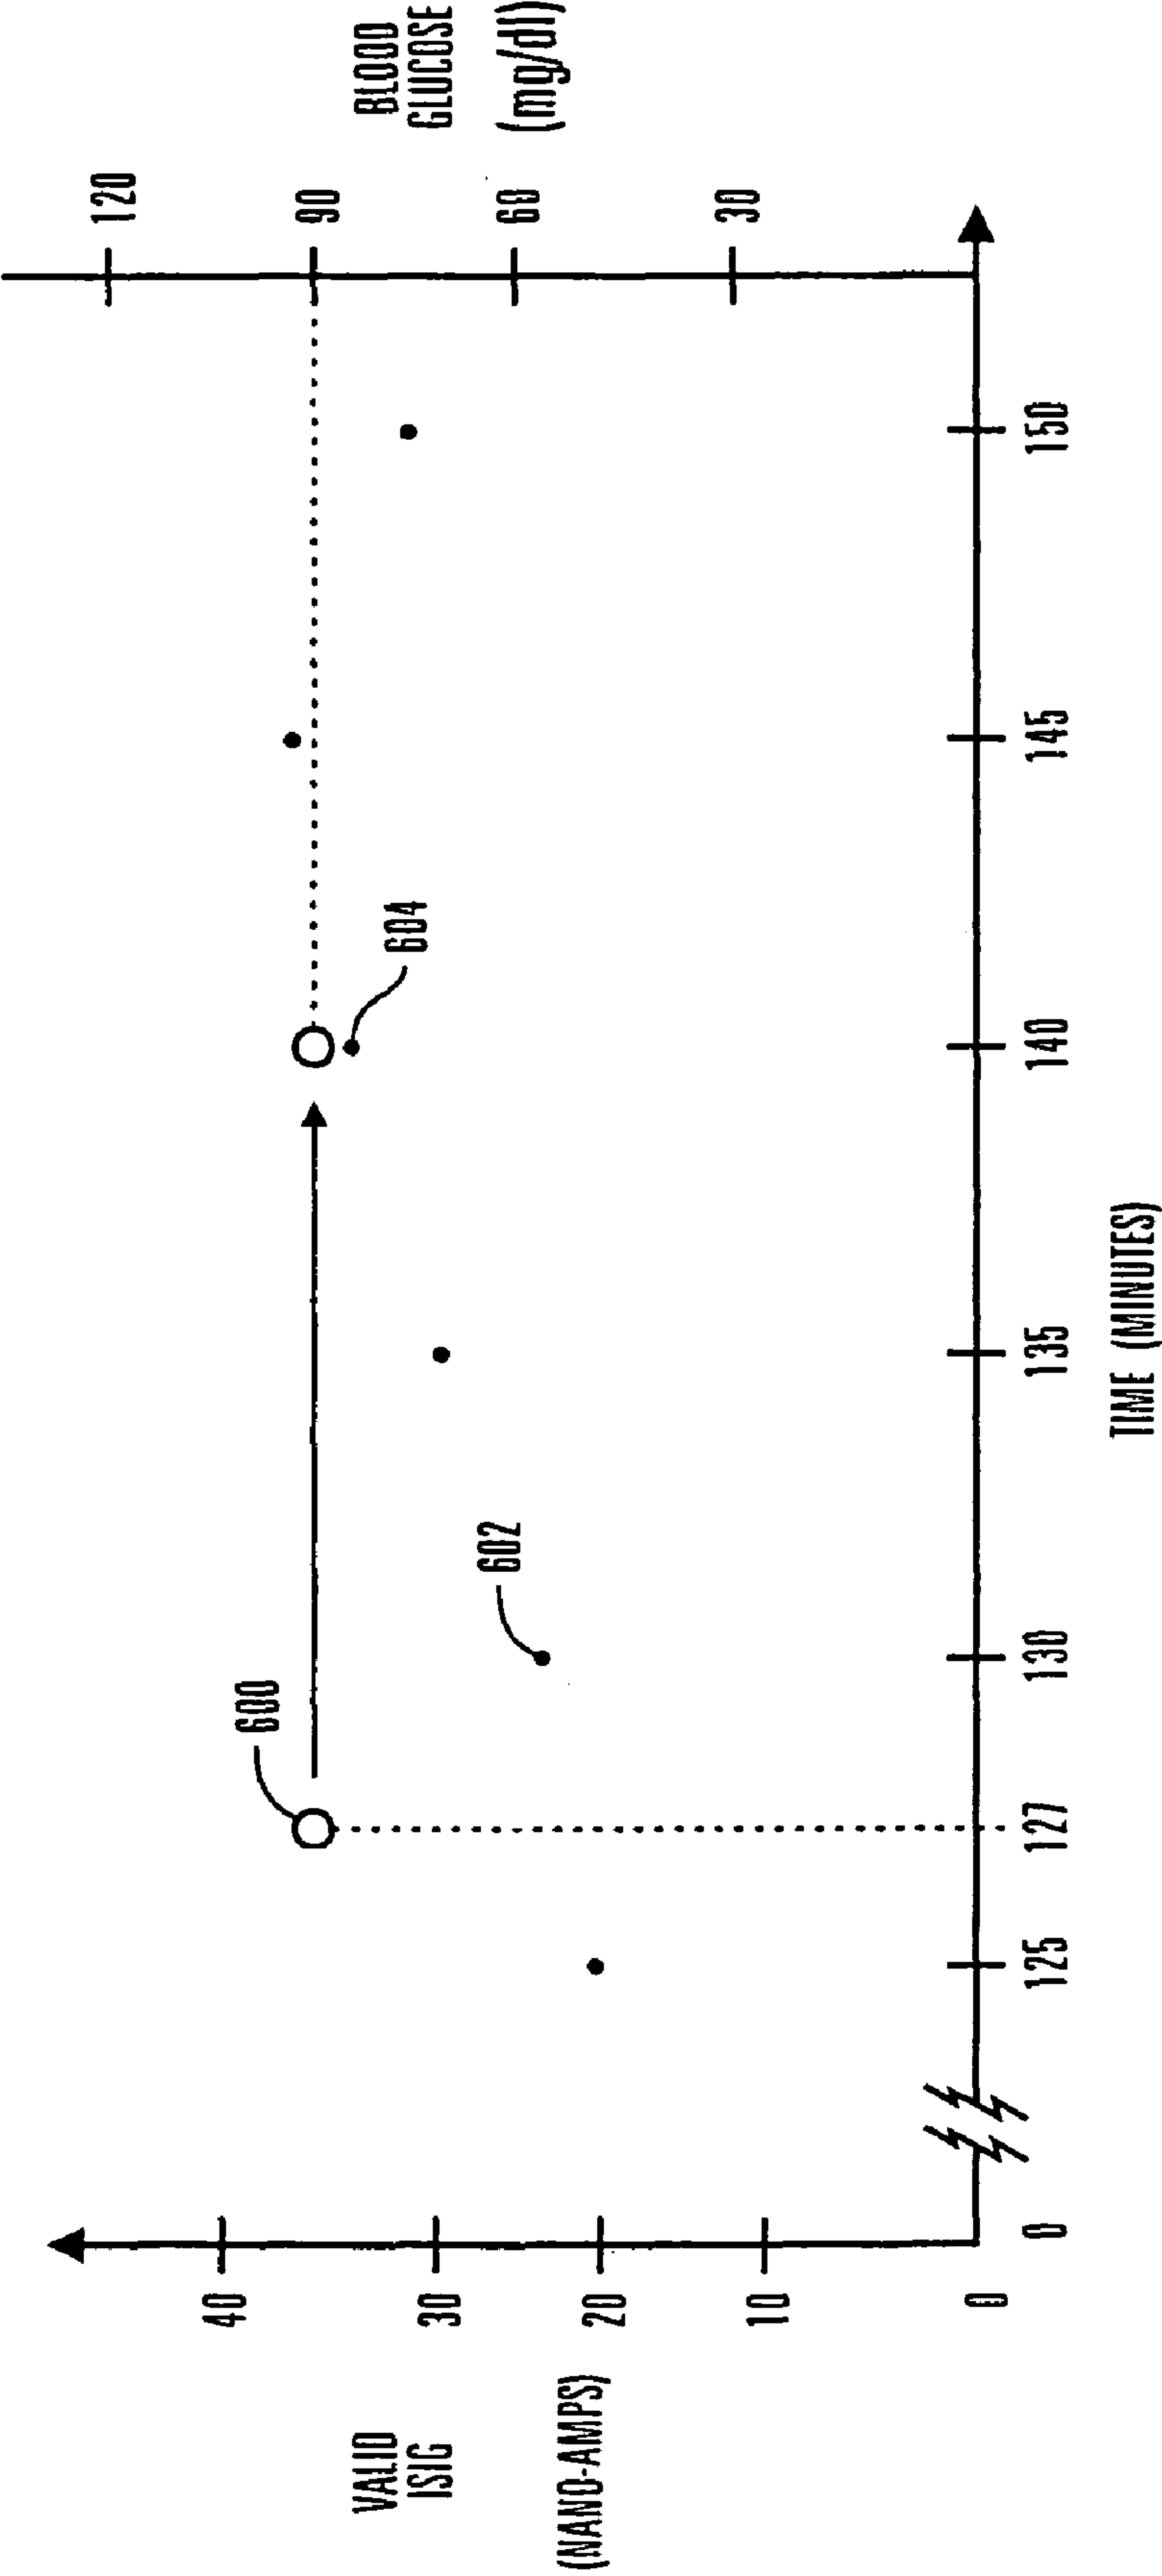 VALID
ISIG
(NANO-AMPS)
40
30
20
10
0
BLOOD
GLUCOSE
(mg/dl)
120
90
60
30
600
602
604
0
125
127
130
135
140
145
150
TIME (MINUTES)